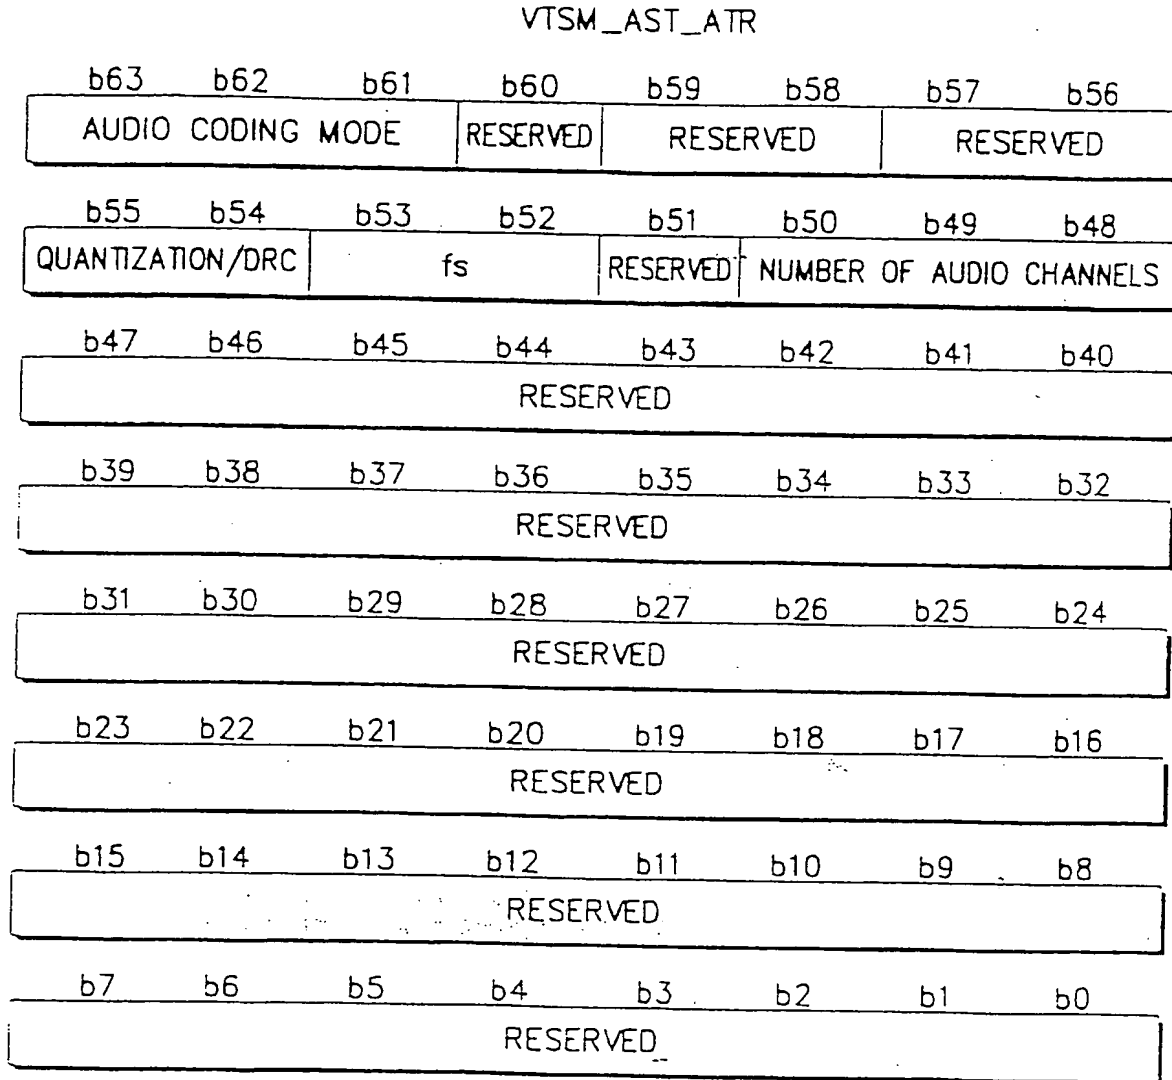 VTSM_AST_ATR
b63 b62 b61 b60 b59 b58 b57 b56
AUDIO CODING MODE RESERVED RESERVED RESERVED
b55 b54 b53 b52 b51 b50 b49 b48
QUANTIZATION/DRC fs RESERVED NUMBER OF AUDIO CHANNELS
b47 b46 b45 b44 b43 b42 b41 b40
RESERVED
b39 b38 b37 b36 b35 b34 b33 b32
RESERVED
b31 b30 b29 b28 b27 b26 b25 b24
RESERVED
b23 b22 b21 b20 b19 b18 b17 b16
RESERVED
b15 b14 b13 b12 b11 b10 b9 b8
RESERVED
b7 b6 b5 b4 b3 b2 b1 b0
RESERVED